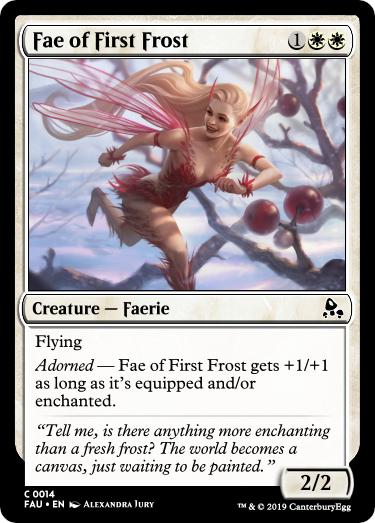 Fae of First Frost 1
Creature — Faerie
Flying
Adorned — Fae of First Frost gets +1/+1
as long as it's equipped and/or
enchanted.
"Tell me, is there anything more enchanting
than a fresh frost? The world becomes a
canvas, just waiting to be painted."
2/2
C 0014
FAU • EN Alexandra Jury
™ & © 2019 CanterburyEgg